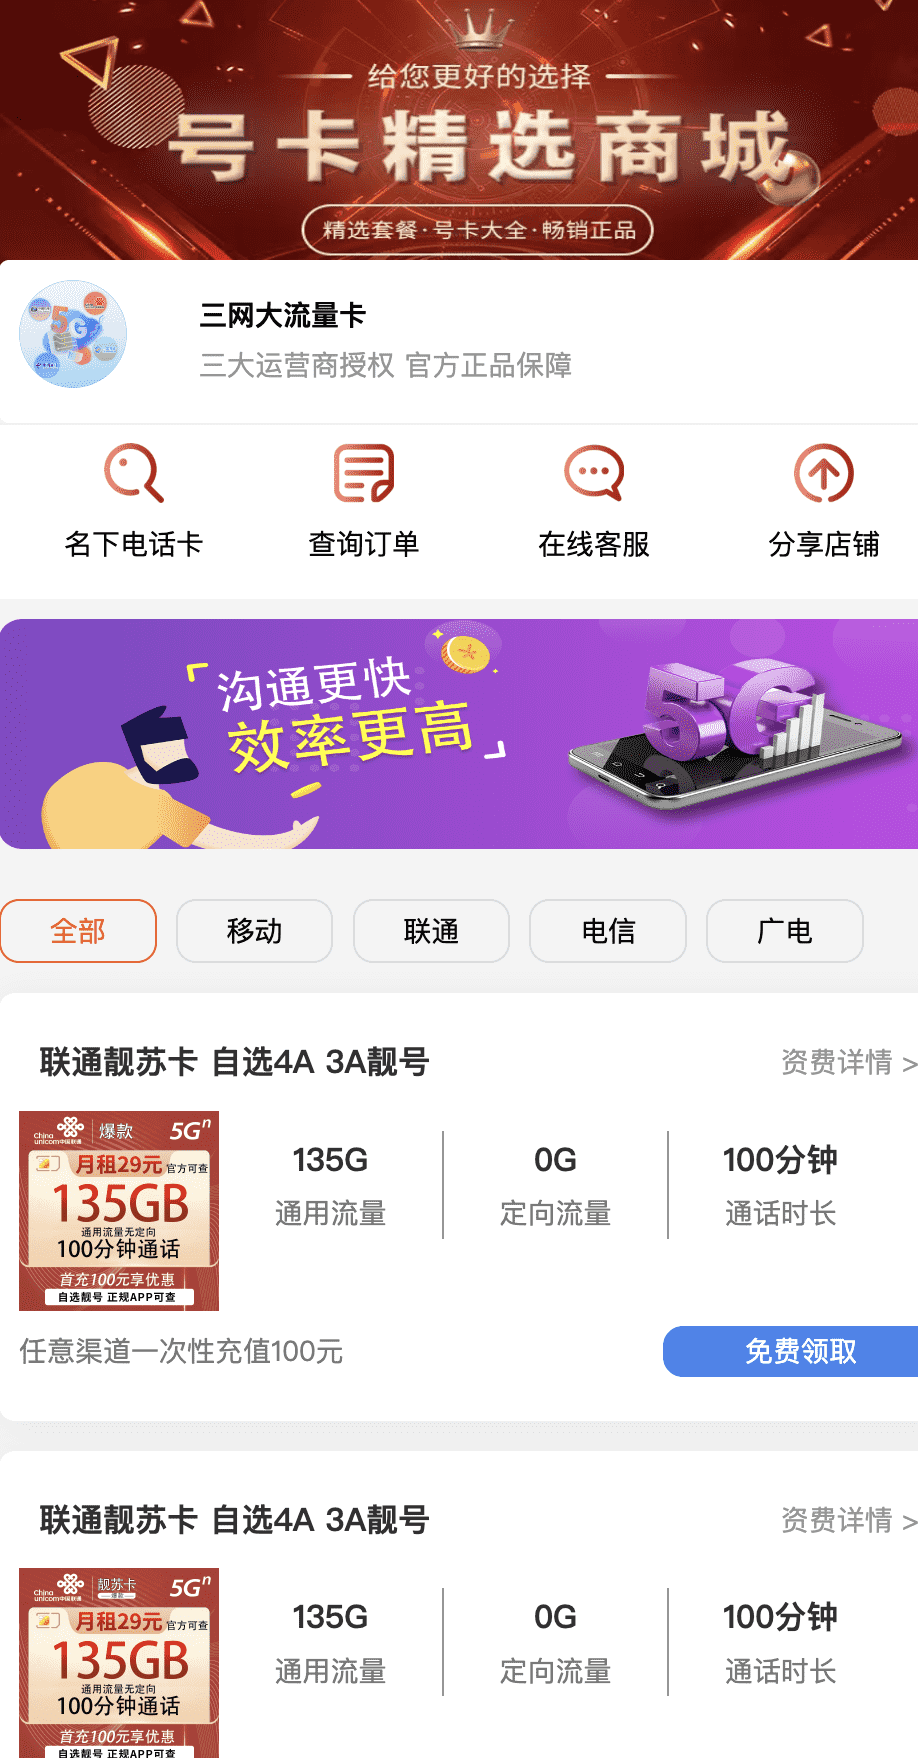 给您更好的选择
号卡精选商城
精选套餐·号卡大全·畅销正品
5G
三网大流量卡
三大运营商授权 官方正品保障
名下电话卡
查询订单
在线客服
分享店铺
沟通更快
效率更高
5G
全部
移动
联通
电信
广电
联通靓苏卡 自选4A 3A靓号
资费详情 >
China
unicom中国联通
爆款
5Gⁿ
月租29元 官方可查
135GB
通用流量无定向
100分钟通话
首充100元享优惠
自选靓号 正规APP可查
135G
通用流量
0G
定向流量
100分钟
通话时长
任意渠道一次性充值100元
免费领取
联通靓苏卡 自选4A 3A靓号
资费详情 >
China
unicom中国联通
靓苏卡
爆款
5Gⁿ
月租29元 官方可查
135GB
通用流量无定向
100分钟通话
首充100元享优惠
自选靓号 正规APP可查
135G
通用流量
0G
定向流量
100分钟
通话时长